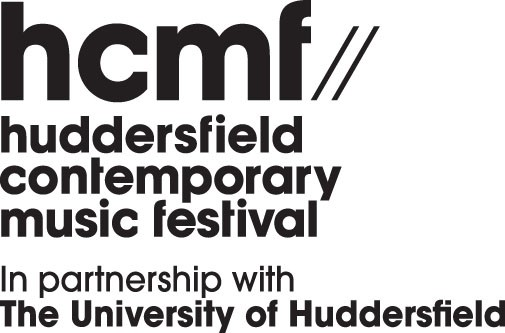 hcmf//
huddersfield
contemporary
music festival
In partnership with
The University of Huddersfield